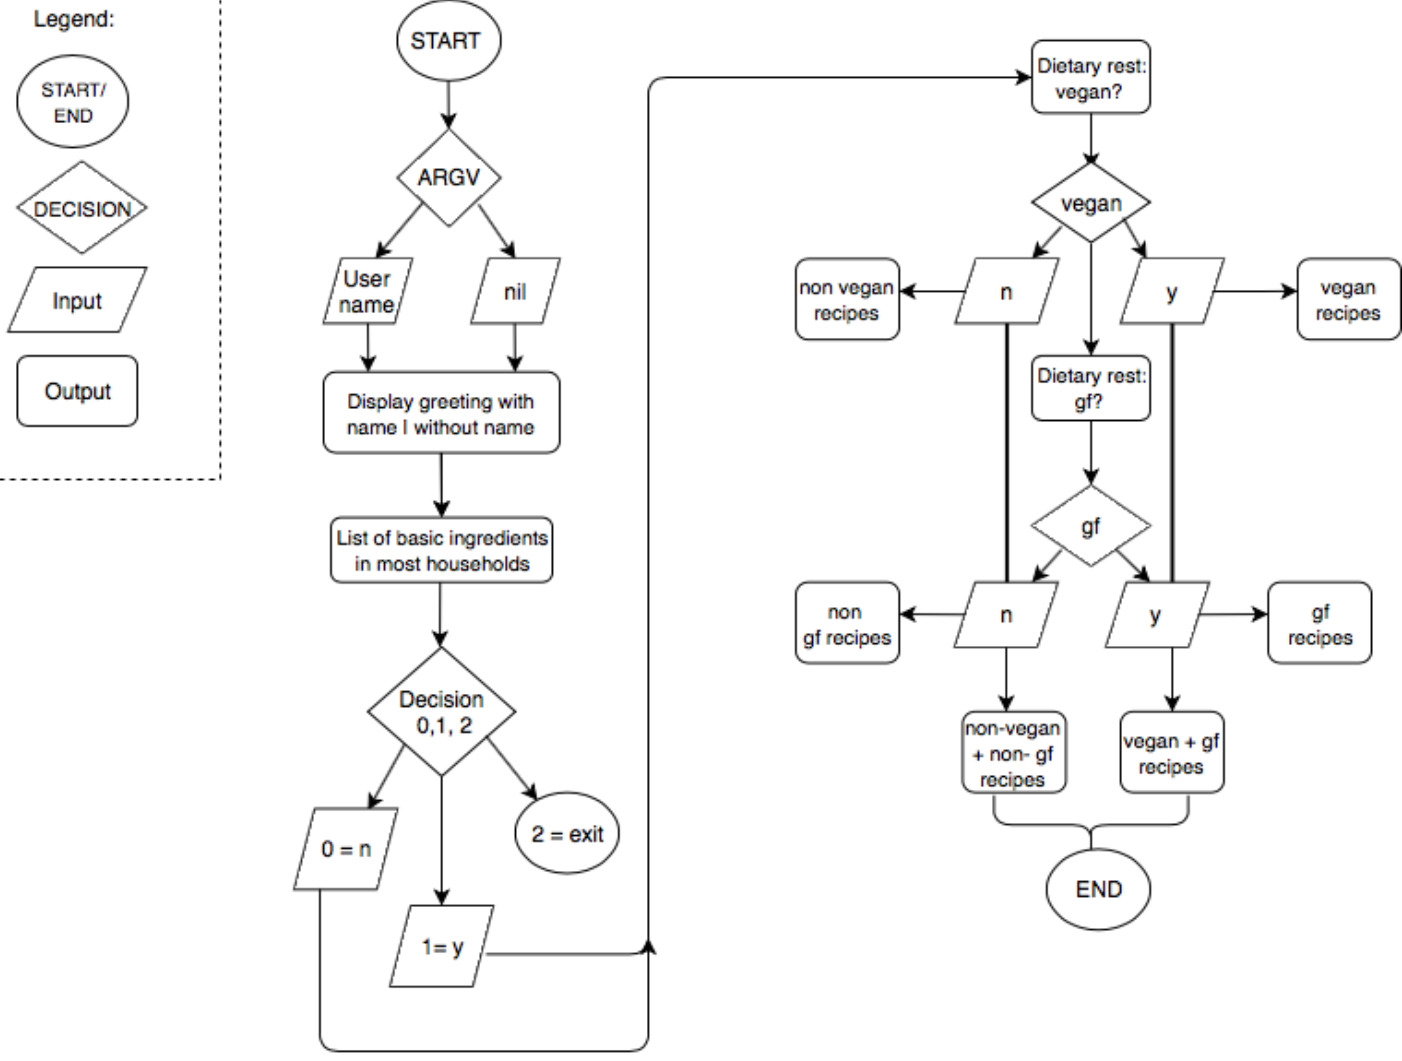 Legend:
START/
END
DECISION
Input
Output
START
ARGV
User
name
nil
Display greeting with
name I without name
List of basic ingredients
in most households
Decision
0,1, 2
0 = n
1= y
2 = exit
Dietary rest:
vegan?
vegan
non vegan
recipes
n
y
vegan
recipes
Dietary rest:
gf?
gf
non
gf recipes
n
y
gf
recipes
non-vegan
+ non- gf
recipes
vegan + gf
recipes
END